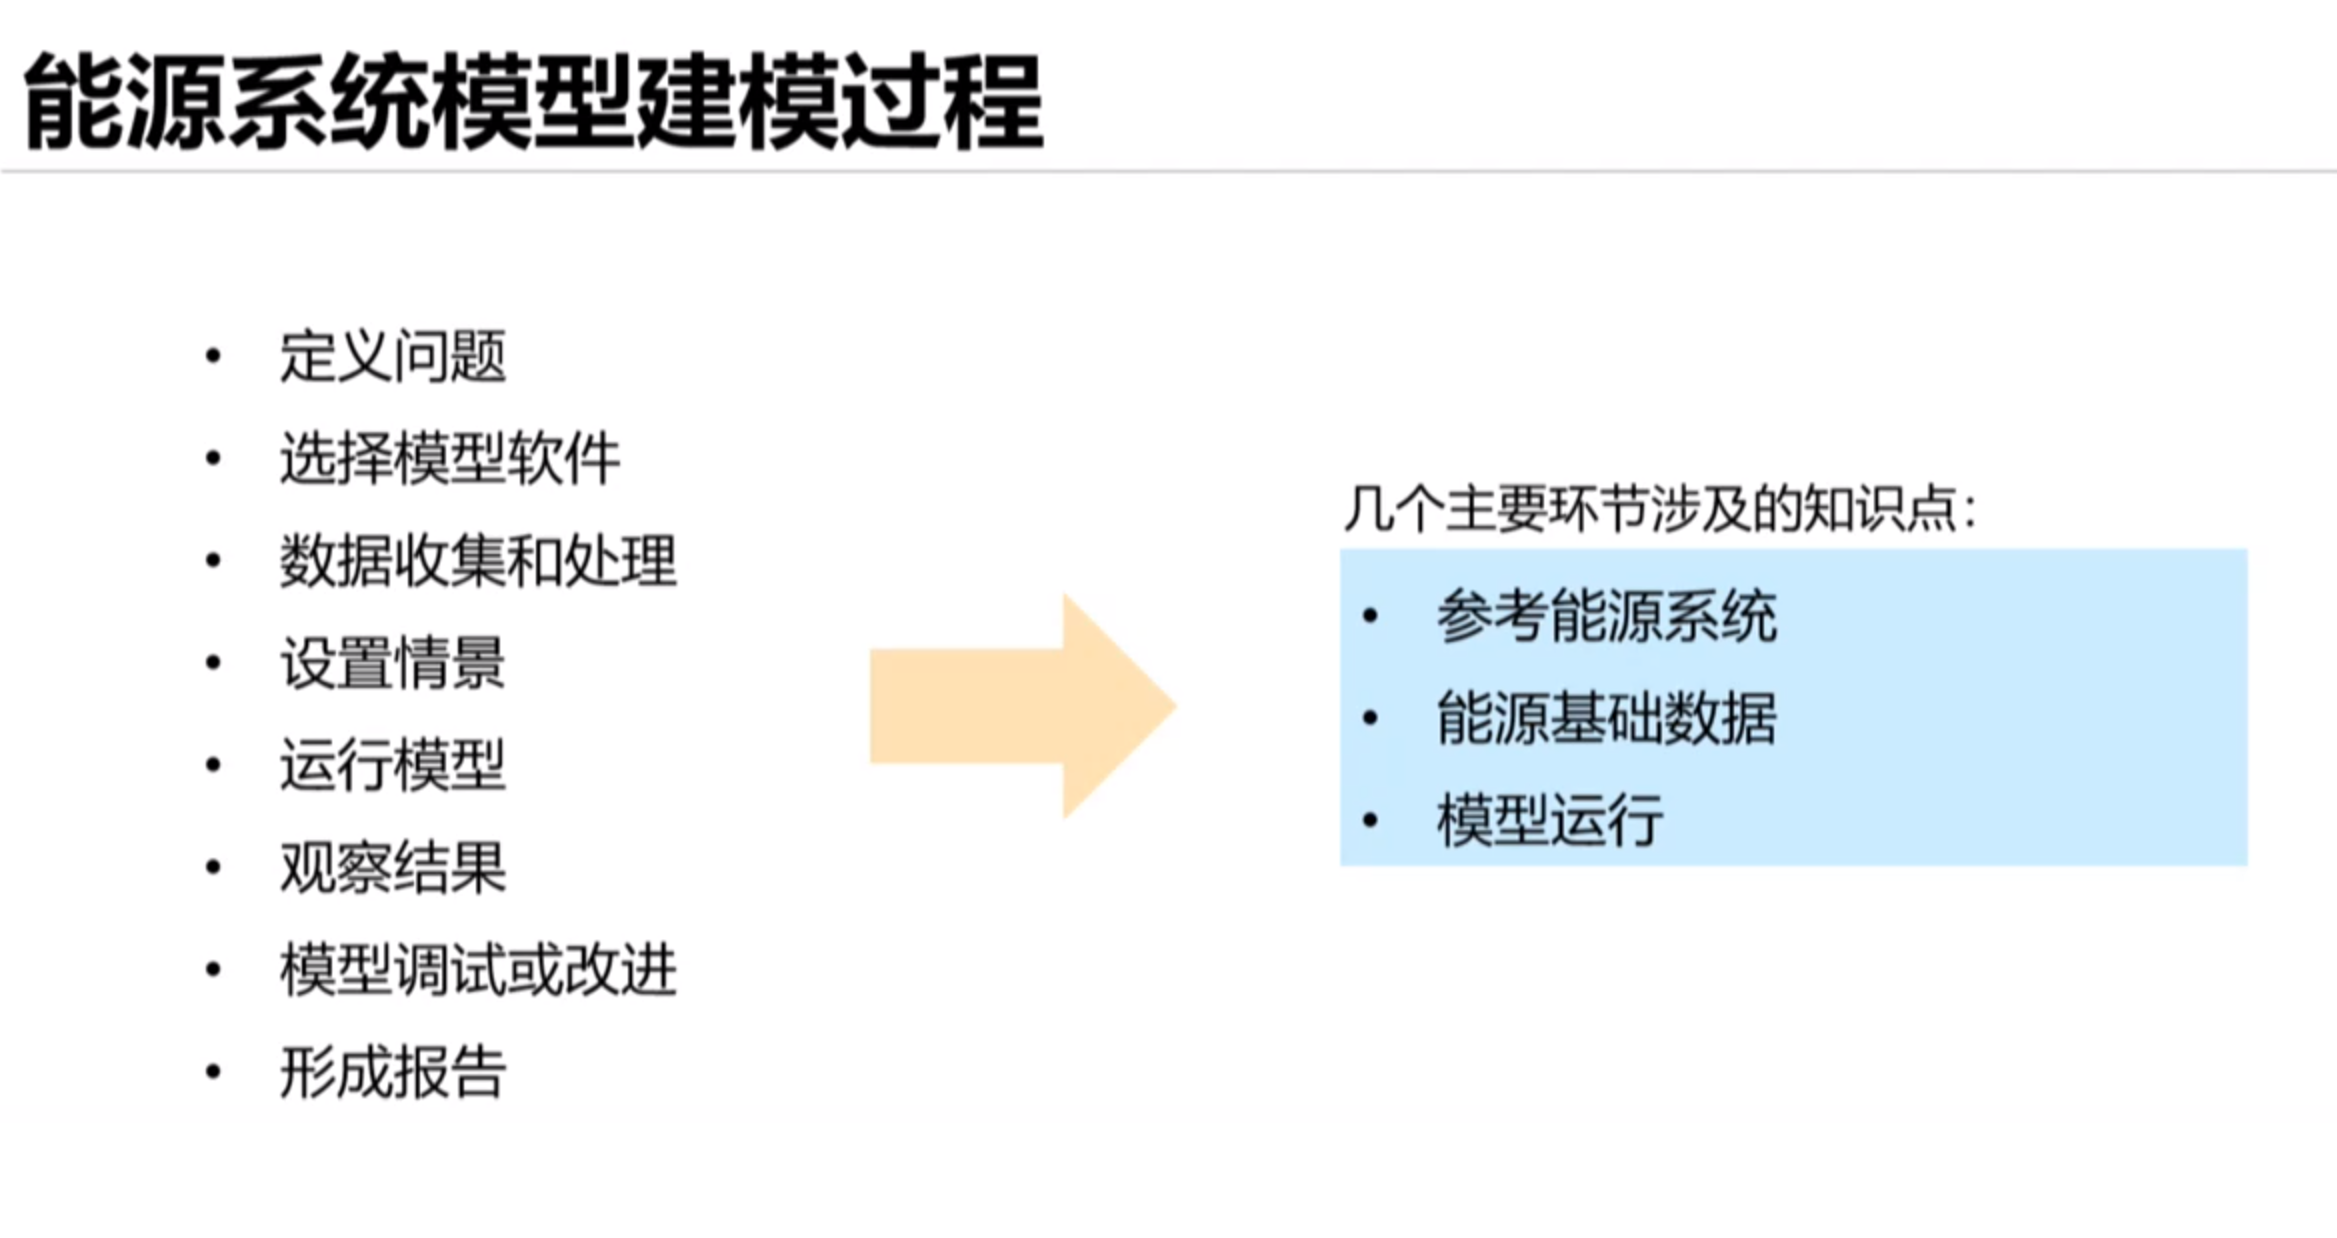 能源系统模型建模过程
• 定义问题
• 选择模型软件
• 数据收集和处理
• 设置情景
• 运行模型
• 观察结果
• 模型调试或改进
• 形成报告
几个主要环节涉及的知识点：
• 参考能源系统
• 能源基础数据
• 模型运行